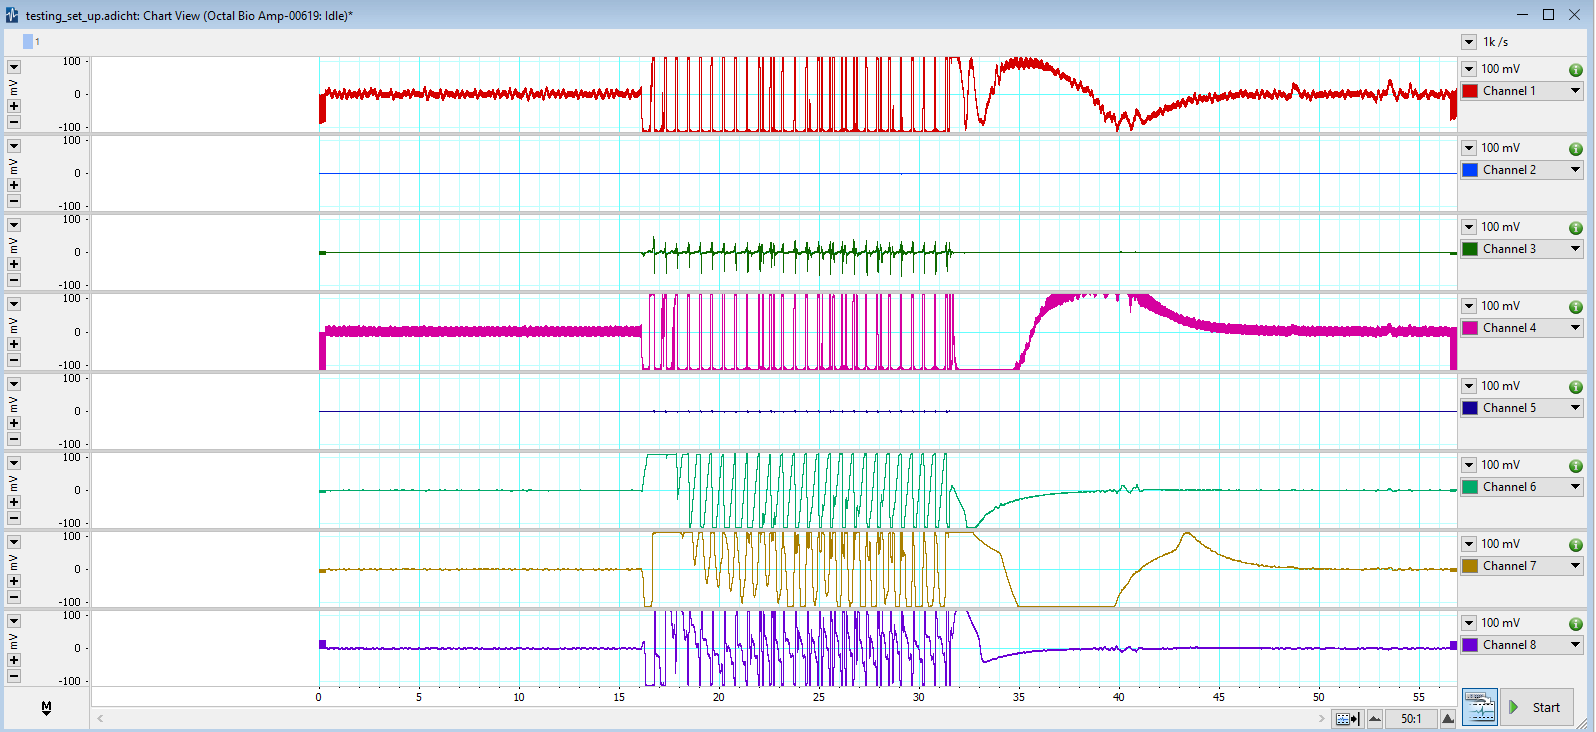 testing_set_up.adicht: Chart View (Octal Bio Amp-00619: Idle)*
1
1k /s
100
0
-100
mV
100 mV
Channel 1
100
0
-100
mV
100 mV
Channel 2
100
0
-100
mV
100 mV
Channel 3
100
0
-100
mV
100 mV
Channel 4
100
0
-100
mV
100 mV
Channel 5
100
0
-100
mV
100 mV
Channel 6
100
0
-100
mV
100 mV
Channel 7
100
0
-100
mV
100 mV
Channel 8
0 5 10 15 20 25 30 35 40 45 50 55
M
50:1
Start